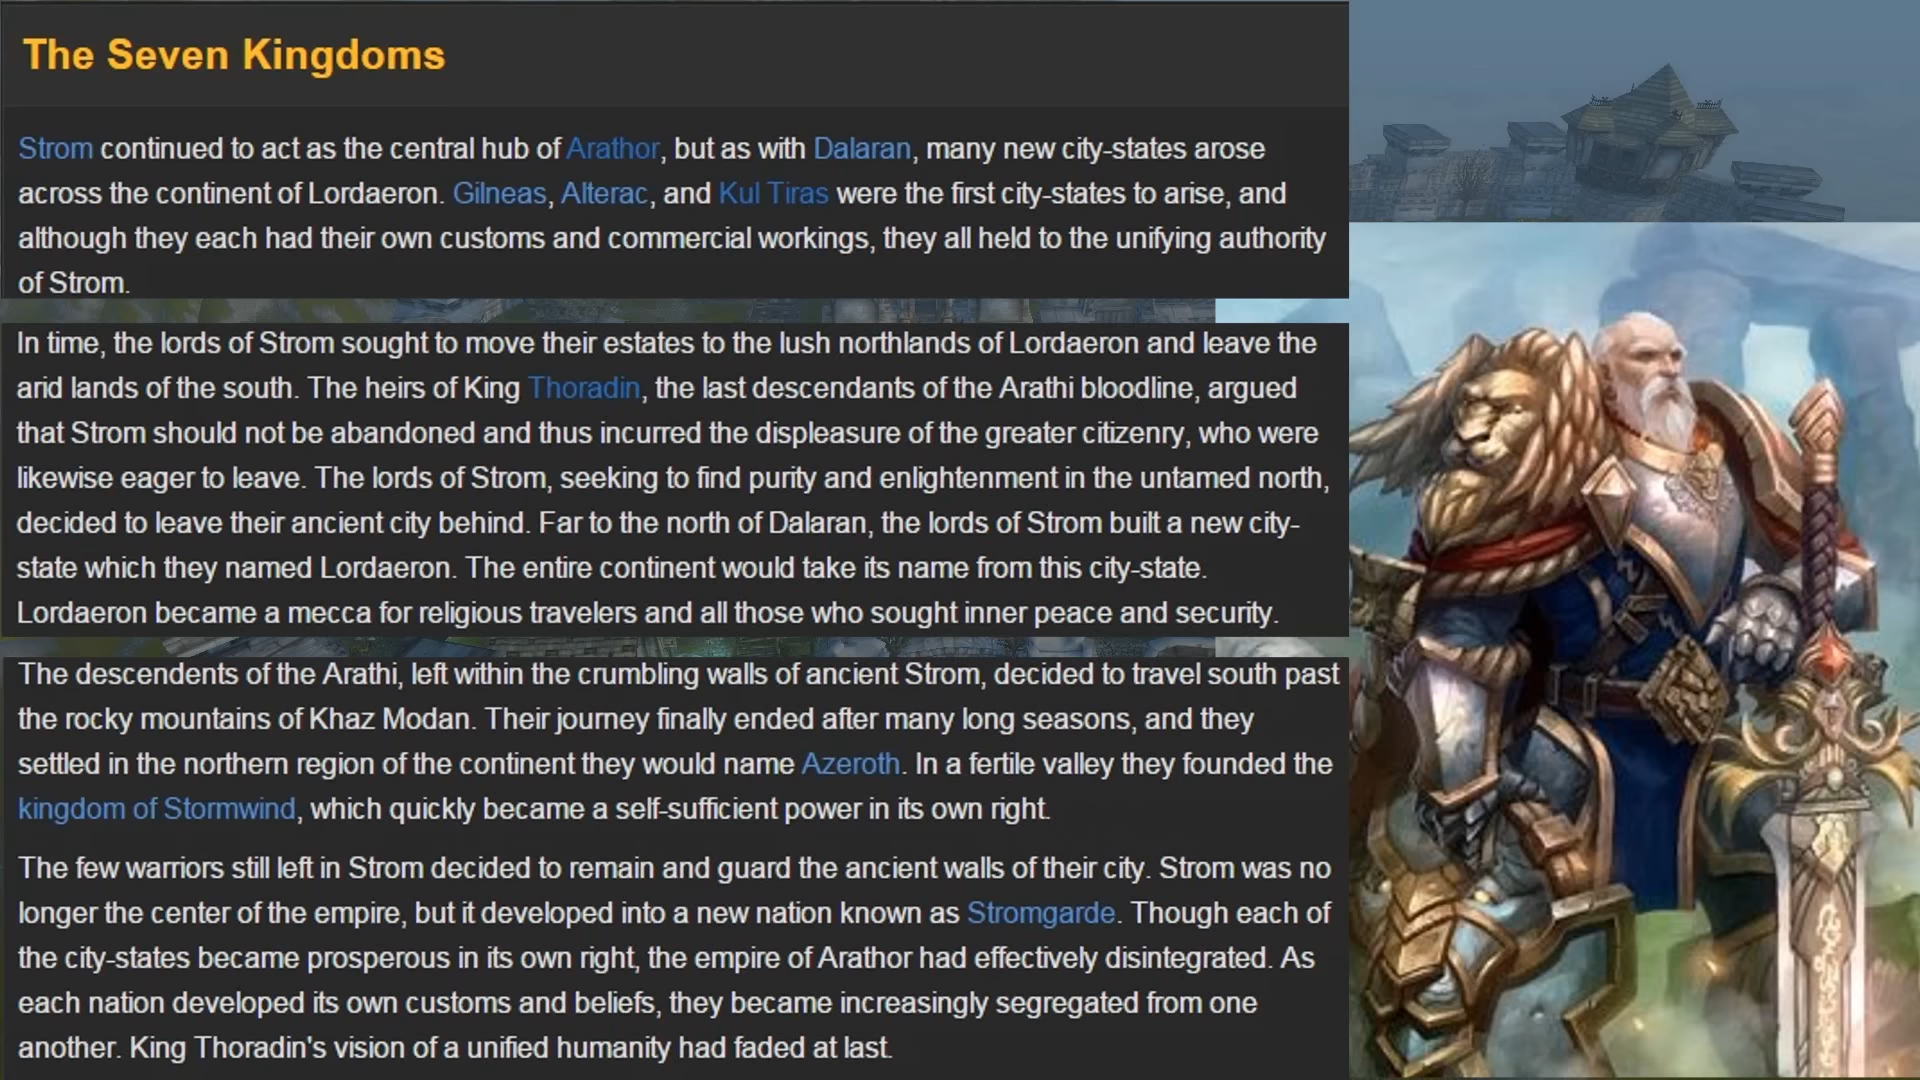 The Seven Kingdoms
Strom continued to act as the central hub of Arathor, but as with Dalaran, many new city-states arose
across the continent of Lordaeron. Gilneas, Alterac, and Kul Tiras were the first city-states to arise, and
although they each had their own customs and commercial workings, they all held to the unifying authority
of Strom.
In time, the lords of Strom sought to move their estates to the lush northlands of Lordaeron and leave the
arid lands of the south. The heirs of King Thoradin, the last descendants of the Arathi bloodline, argued
that Strom should not be abandoned and thus incurred the displeasure of the greater citizenry, who were
likewise eager to leave. The lords of Strom, seeking to find purity and enlightenment in the untamed north,
decided to leave their ancient city behind. Far to the north of Dalaran, the lords of Strom built a new city-
state which they named Lordaeron. The entire continent would take its name from this city-state.
Lordaeron became a mecca for religious travelers and all those who sought inner peace and security.
The descendents of the Arathi, left within the crumbling walls of ancient Strom, decided to travel south past
the rocky mountains of Khaz Modan. Their journey finally ended after many long seasons, and they
settled in the northern region of the continent they would name Azeroth. In a fertile valley they founded the
kingdom of Stormwind, which quickly became a self-sufficient power in its own right.
The few warriors still left in Strom decided to remain and guard the ancient walls of their city. Strom was no
longer the center of the empire, but it developed into a new nation known as Stromgarde. Though each of
the city-states became prosperous in its own right, the empire of Arathor had effectively disintegrated. As
each nation developed its own customs and beliefs, they became increasingly segregated from one
another. King Thoradin's vision of a unified humanity had faded at last.